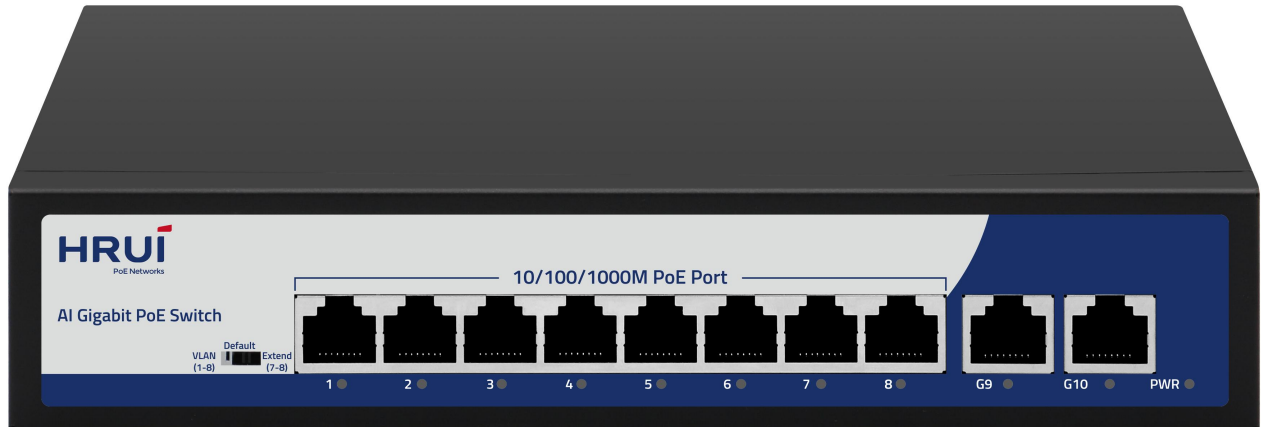 HRUI
PoE Networks
AI Gigabit PoE Switch
10/100/1000M PoE Port
Default
VLAN
(1-8)
Extend
(7-8)
1 2 3 4 5 6 7 8 G9 G10 PWR